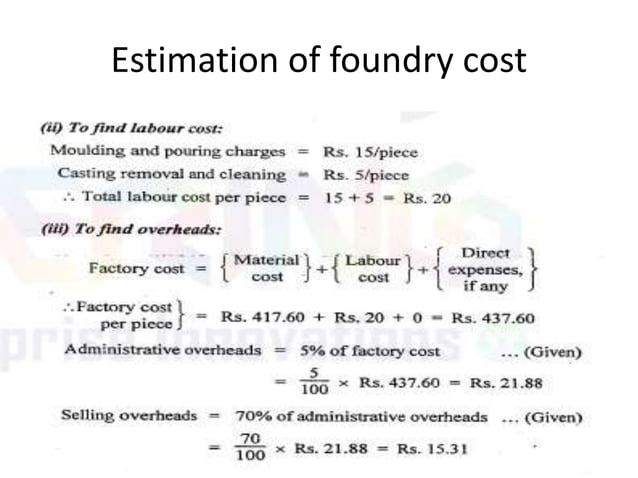 Estimation of foundry cost
(ii) To find labour cost:
Moulding and pouring charges = Rs. 15/piece
Casting removal and cleaning = Rs. 5/piece
∴ Total labour cost per piece = 15 + 5 = Rs. 20
(iii) To find overheads:
Factory cost = { Material cost } + { Labour cost } + { Direct expenses, if any }
∴ Factory cost per piece } = Rs. 417.60 + Rs. 20 + 0 = Rs. 437.60
Administrative overheads = 5% of factory cost ... (Given)
= 5/100 × Rs. 437.60 = Rs. 21.88
Selling overheads = 70% of administrative overheads ... (Given)
= 70/100 × Rs. 21.88 = Rs. 15.31